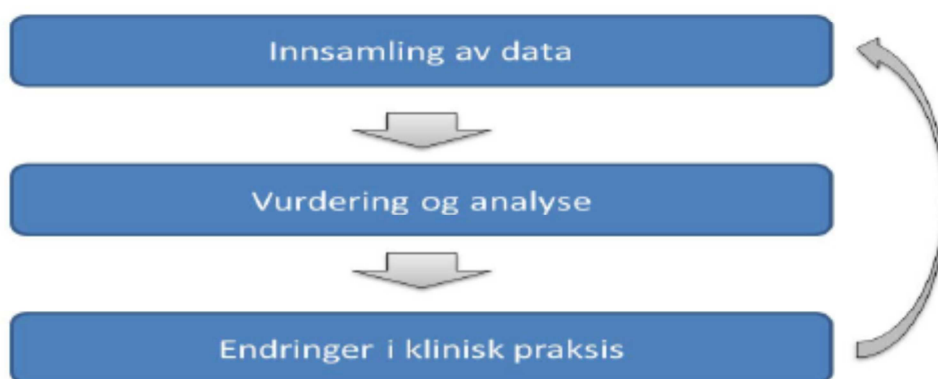 Innsamling av data
Vurdering og analyse
Endringer i klinisk praksis